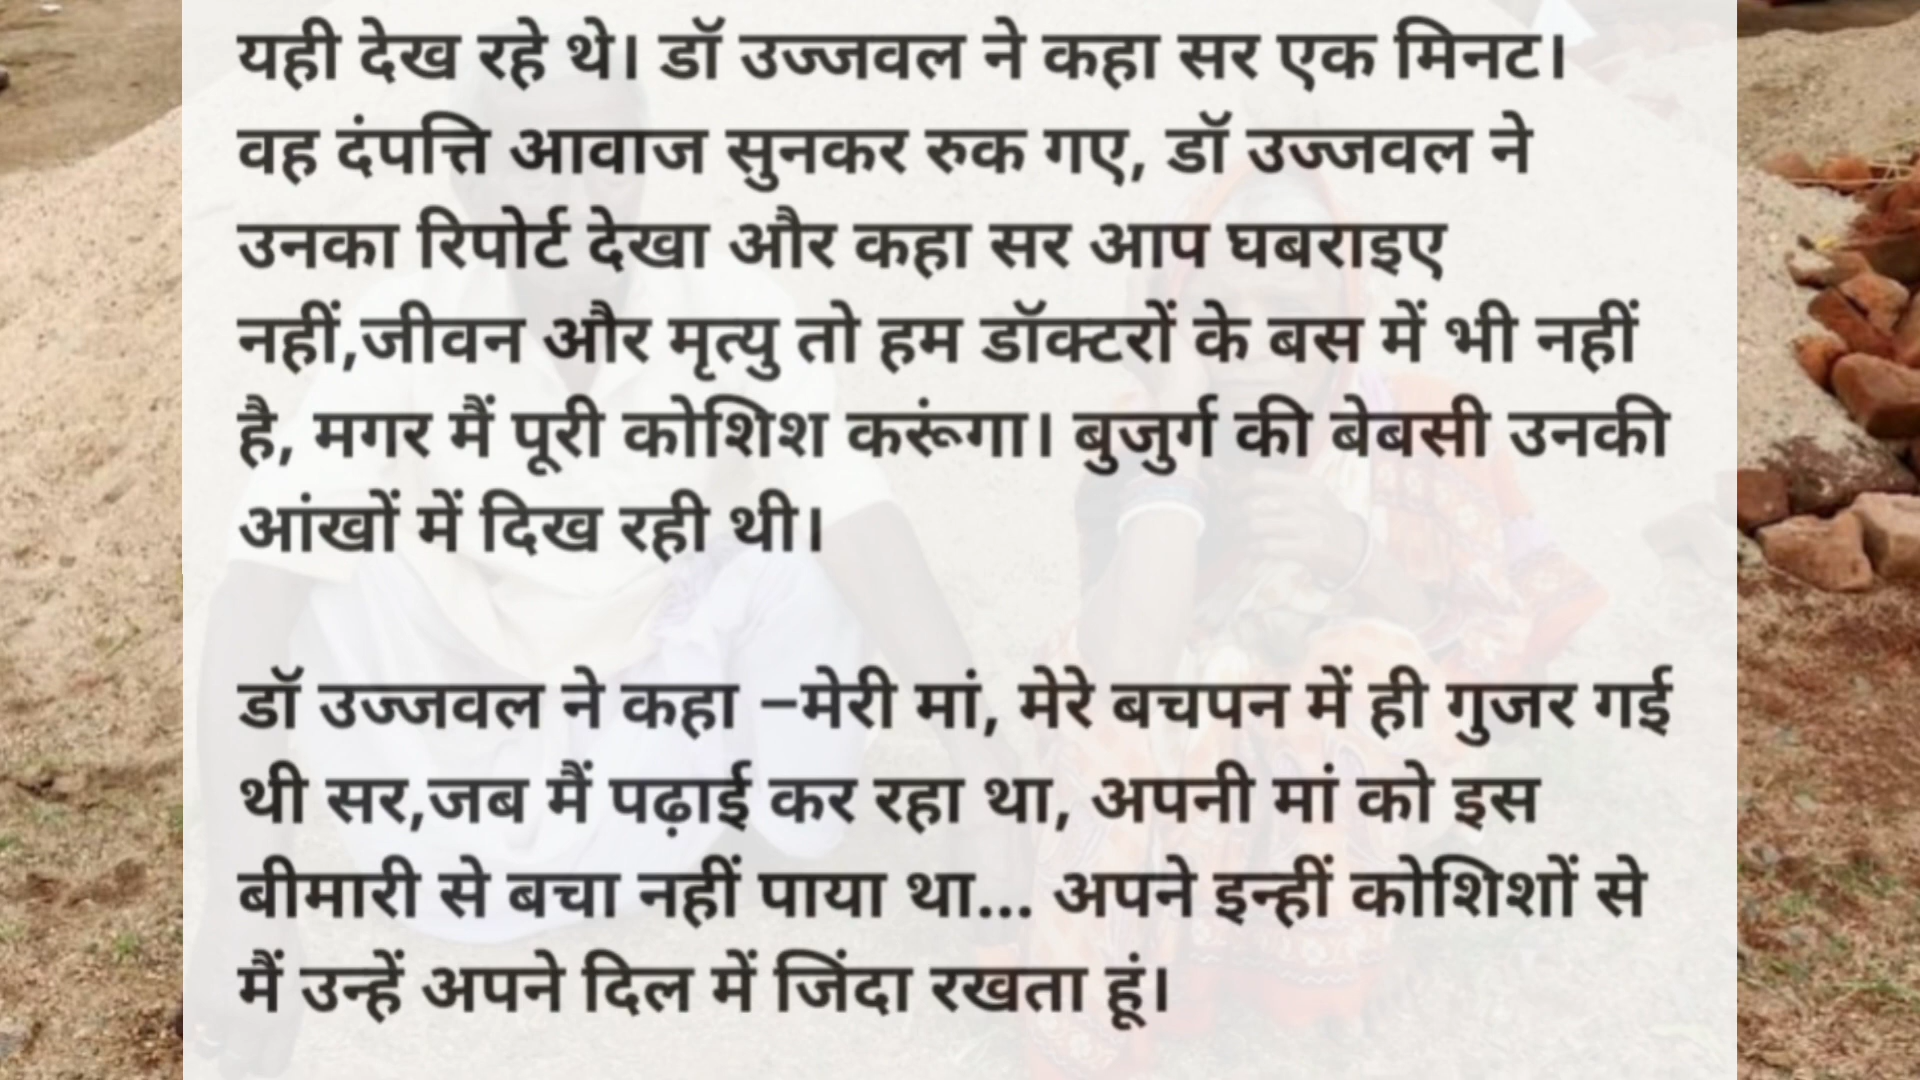 यही देख रहे थे। डॉ उज्जवल ने कहा सर एक मिनट।
वह दंपत्ति आवाज सुनकर रुक गए, डॉ उज्जवल ने
उनका रिपोर्ट देखा और कहा सर आप घबराइए
नहीं,जीवन और मृत्यु तो हम डॉक्टरों के बस में भी नहीं
है, मगर मैं पूरी कोशिश करूंगा। बुजुर्ग की बेबसी उनकी
आंखों में दिख रही थी।
डॉ उज्जवल ने कहा –मेरी मां, मेरे बचपन में ही गुजर गई
थी सर,जब मैं पढ़ाई कर रहा था, अपनी मां को इस
बीमारी से बचा नहीं पाया था... अपने इन्हीं कोशिशों से
मैं उन्हें अपने दिल में जिंदा रखता हूं।